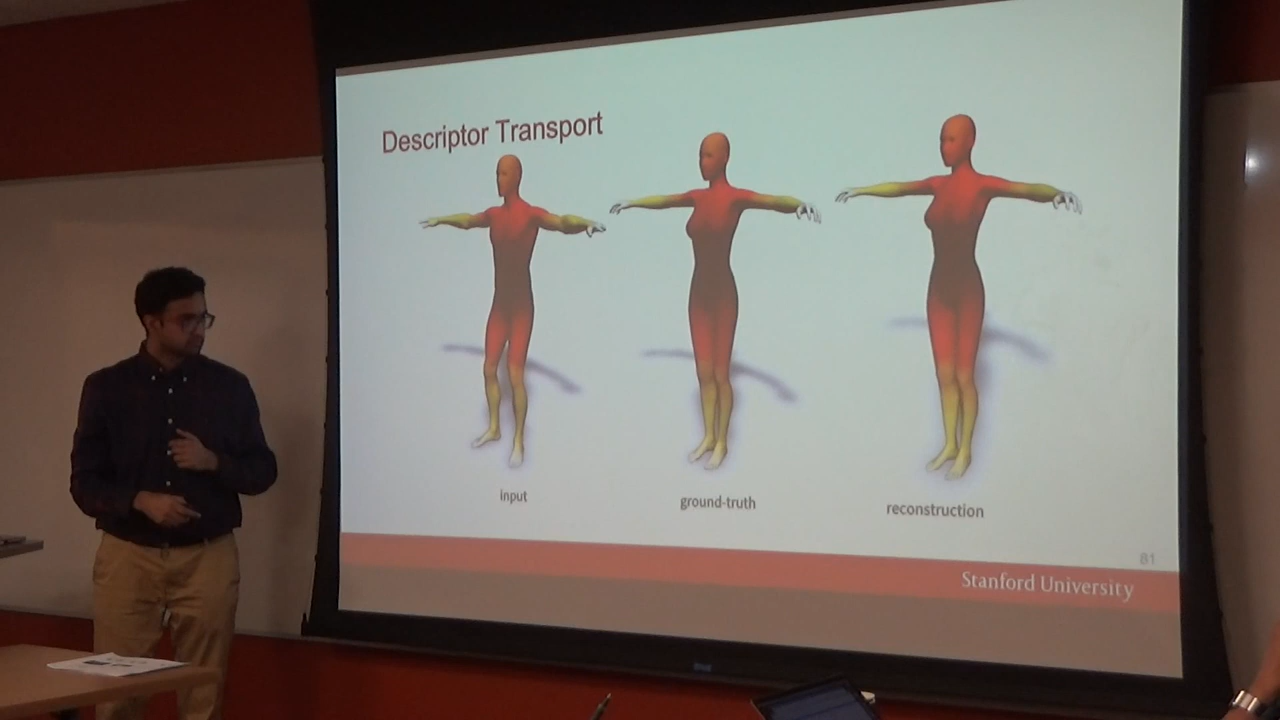 Descriptor Transport
input
ground-truth
reconstruction
81
Stanford University